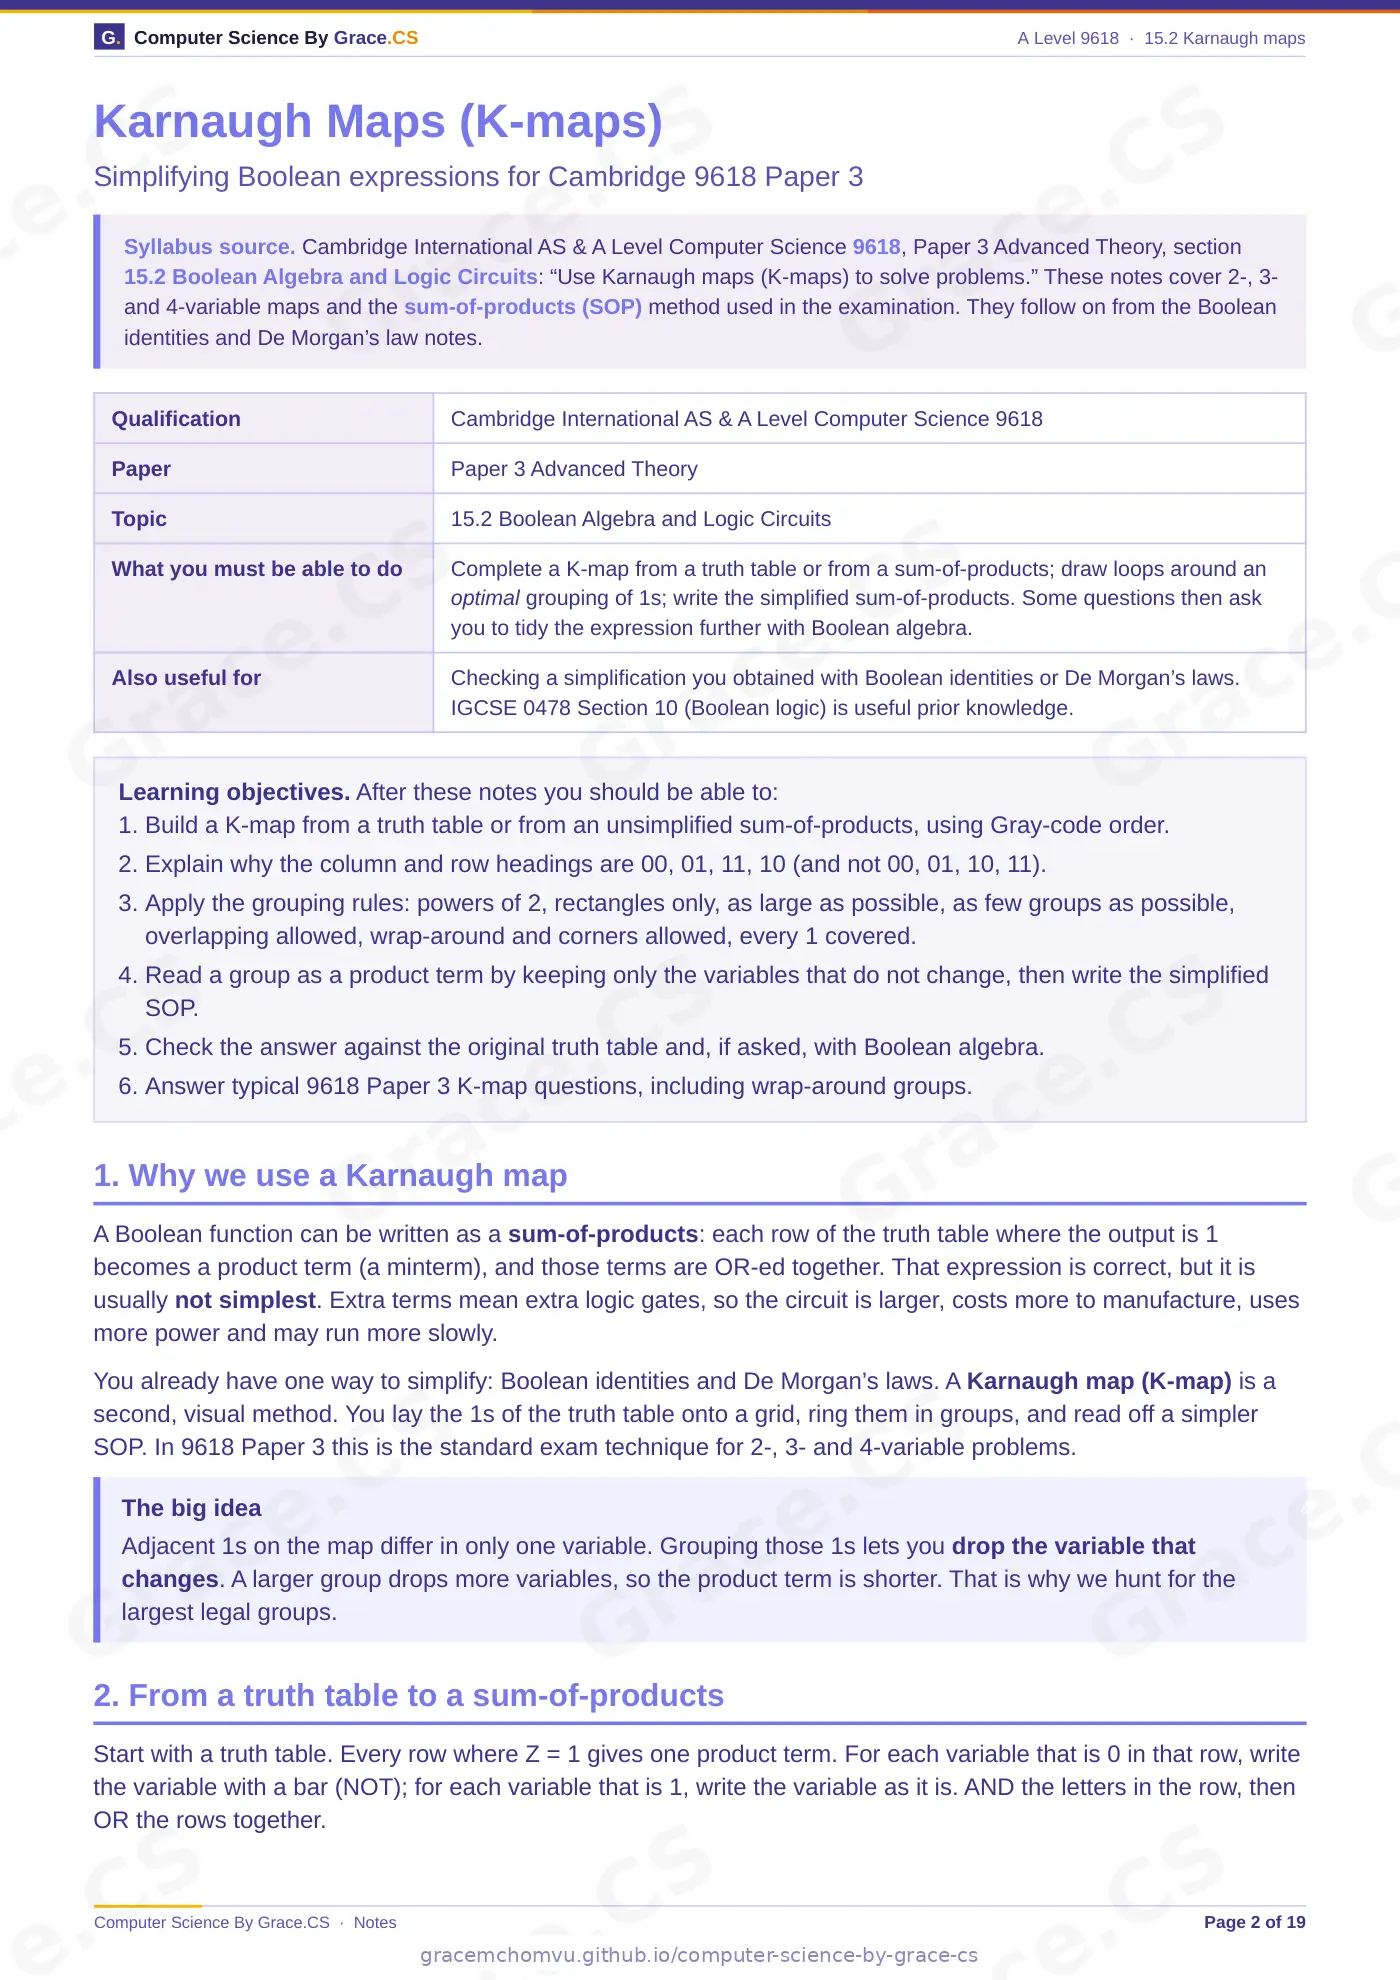 G. Computer Science By Grace.CS
A Level 9618 · 15.2 Karnaugh maps
Karnaugh Maps (K-maps)
Simplifying Boolean expressions for Cambridge 9618 Paper 3
Syllabus source. Cambridge International AS & A Level Computer Science 9618, Paper 3 Advanced Theory, section
15.2 Boolean Algebra and Logic Circuits: “Use Karnaugh maps (K-maps) to solve problems.” These notes cover 2-, 3-
and 4-variable maps and the sum-of-products (SOP) method used in the examination. They follow on from the Boolean
identities and De Morgan’s law notes.
Qualification
Cambridge International AS & A Level Computer Science 9618
Paper
Paper 3 Advanced Theory
Topic
15.2 Boolean Algebra and Logic Circuits
What you must be able to do
Complete a K-map from a truth table or from a sum-of-products; draw loops around an
optimal grouping of 1s; write the simplified sum-of-products. Some questions then ask
you to tidy the expression further with Boolean algebra.
Also useful for
Checking a simplification you obtained with Boolean identities or De Morgan’s laws.
IGCSE 0478 Section 10 (Boolean logic) is useful prior knowledge.
Learning objectives. After these notes you should be able to:
1. Build a K-map from a truth table or from an unsimplified sum-of-products, using Gray-code order.
2. Explain why the column and row headings are 00, 01, 11, 10 (and not 00, 01, 10, 11).
3. Apply the grouping rules: powers of 2, rectangles only, as large as possible, as few groups as possible,
overlapping allowed, wrap-around and corners allowed, every 1 covered.
4. Read a group as a product term by keeping only the variables that do not change, then write the simplified
SOP.
5. Check the answer against the original truth table and, if asked, with Boolean algebra.
6. Answer typical 9618 Paper 3 K-map questions, including wrap-around groups.
1. Why we use a Karnaugh map
A Boolean function can be written as a sum-of-products: each row of the truth table where the output is 1
becomes a product term (a minterm), and those terms are OR-ed together. That expression is correct, but it is
usually not simplest. Extra terms mean extra logic gates, so the circuit is larger, costs more to manufacture, uses
more power and may run more slowly.
You already have one way to simplify: Boolean identities and De Morgan’s laws. A Karnaugh map (K-map) is a
second, visual method. You lay the 1s of the truth table onto a grid, ring them in groups, and read off a simpler
SOP. In 9618 Paper 3 this is the standard exam technique for 2-, 3- and 4-variable problems.
The big idea
Adjacent 1s on the map differ in only one variable. Grouping those 1s lets you drop the variable that
changes. A larger group drops more variables, so the product term is shorter. That is why we hunt for the
largest legal groups.
2. From a truth table to a sum-of-products
Start with a truth table. Every row where Z = 1 gives one product term. For each variable that is 0 in that row, write
the variable with a bar (NOT); for each variable that is 1, write the variable as it is. AND the letters in the row, then
OR the rows together.
Computer Science By Grace.CS · Notes
Page 2 of 19
gracemchomvu.github.io/computer-science-by-grace-cs